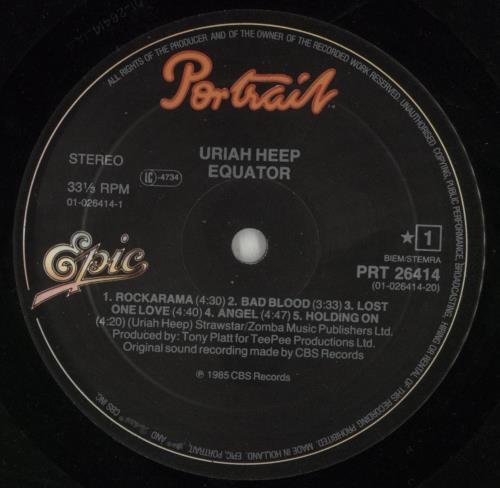 ALL RIGHTS OF THE PRODUCER AND OF THE OWNER OF THE RECORDED WORK RESERVED. UNAUTHORISED COPYING, PUBLIC PERFORMANCE, BROADCASTING, HIRING OR RENTAL OF THIS RECORDING PROHIBITED. MADE IN HOLLAND. EPIC, PORTRAIT, AND CBS INC.
Portrait
STEREO
33⅓ RPM
01-026414-1
LC-4734
URIAH HEEP
EQUATOR
★ 1
BIEM/STEMRA
PRT 26414
(01-026414-20)
Epic
1. ROCKARAMA (4:30) 2. BAD BLOOD (3:33) 3. LOST
ONE LOVE (4:40) 4. ANGEL (4:47) 5. HOLDING ON
(4:20) (Uriah Heep) Strawstar/Zomba Music Publishers Ltd.
Produced by: Tony Platt for TeePee Productions Ltd.
Original sound recording made by CBS Records
℗ 1985 CBS Records